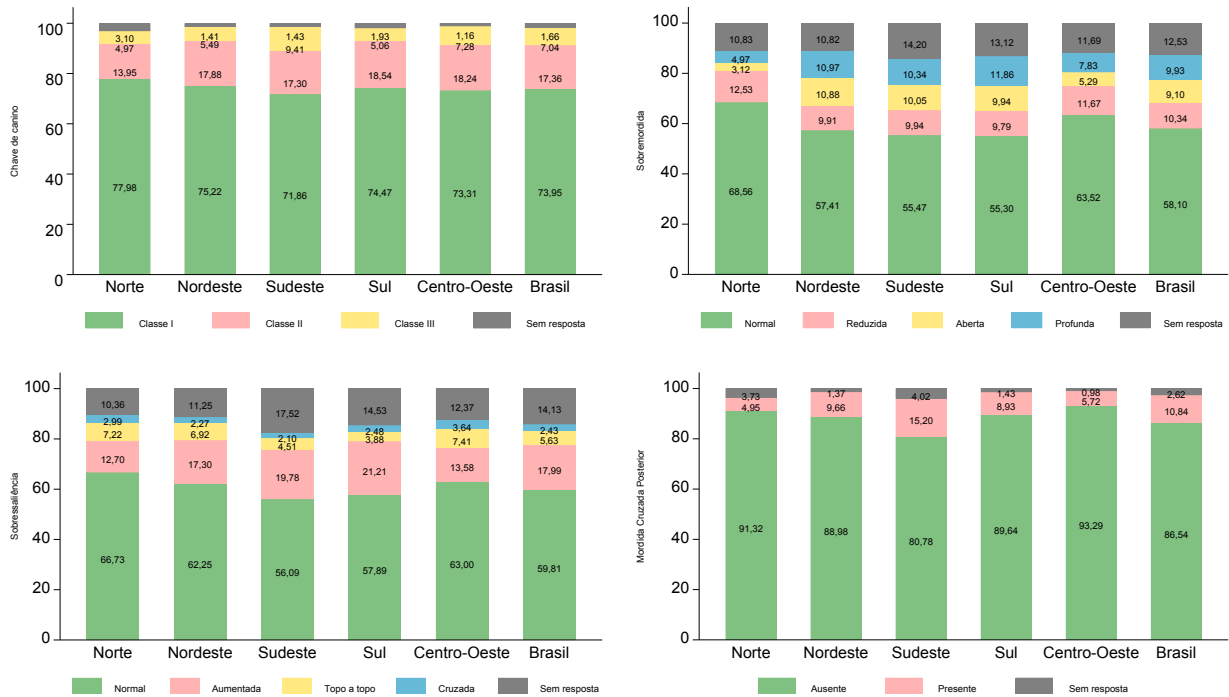 Chave de canino
100
80
60
40
20
0
3,10 1,41 1,43 1,93 1,16 1,66
4,97 5,49 9,41 5,06 7,28 7,04
13,95 17,88 17,30 18,54 18,24 17,36
77,98 75,22 71,86 74,47 73,31 73,95
Norte Nordeste Sudeste Sul Centro-Oeste Brasil
Classe I Classe II Classe III Sem resposta
Sobremordida
100
80
60
40
20
0
10,83 10,82 14,20 13,12 11,69 12,53
4,97 10,97 10,34 11,86 7,83 9,93
3,12 10,88 10,05 9,94 5,29 9,10
12,53 9,91 9,94 9,79 11,67 10,34
68,56 57,41 55,47 55,30 63,52 58,10
Norte Nordeste Sudeste Sul Centro-Oeste Brasil
Normal Reduzida Aberta Profunda Sem resposta
Sobressaliência
100
80
60
40
20
0
10,36 11,25 17,52 14,53 12,37 14,13
2,99 2,27 2,10 2,48 3,64 2,43
7,22 6,92 4,51 3,88 7,41 5,63
12,70 17,30 19,78 21,21 13,58 17,99
66,73 62,25 56,09 57,89 63,00 59,81
Norte Nordeste Sudeste Sul Centro-Oeste Brasil
Normal Aumentada Topo a topo Cruzada Sem resposta
Mordida Cruzada Posterior
100
80
60
40
20
0
3,73 1,37 4,02 1,43 0,98 2,62
4,95 9,66 15,20 8,93 5,72 10,84
91,32 88,98 80,78 89,64 93,29 86,54
Norte Nordeste Sudeste Sul Centro-Oeste Brasil
Ausente Presente Sem resposta